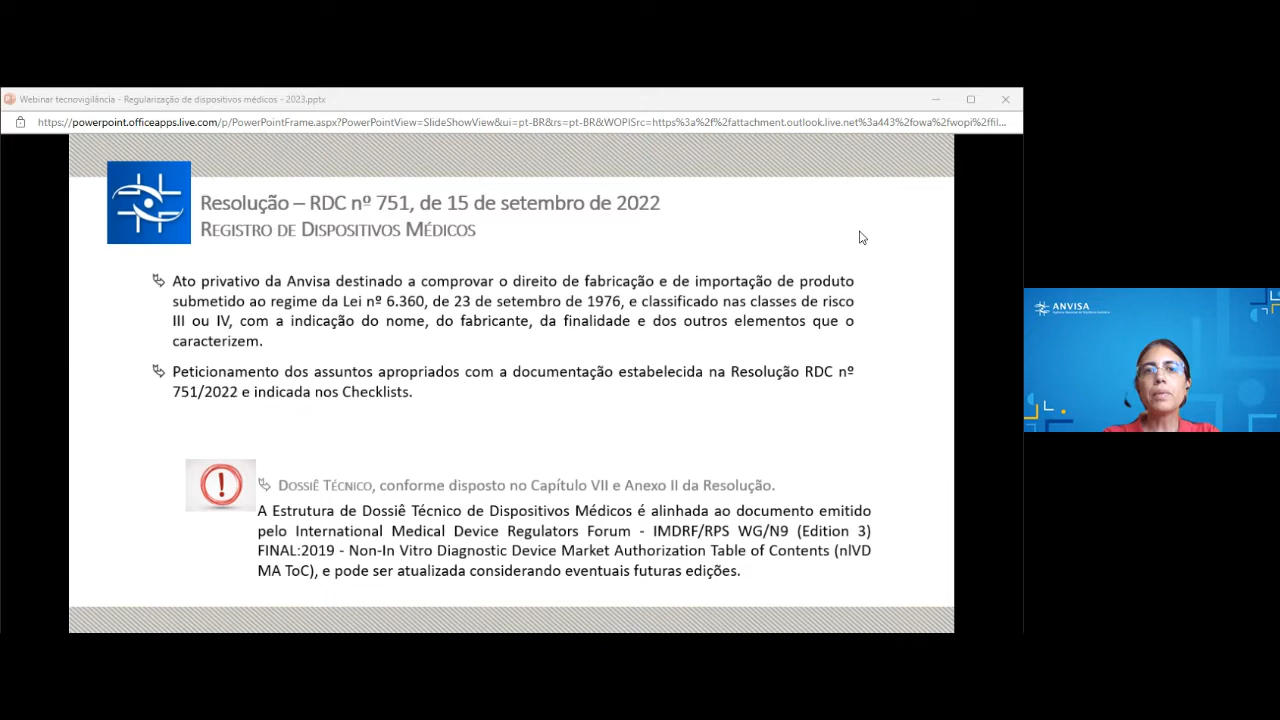 Webinar tecnovigilância - Regularização de dispositivos médicos - 2023.pptx
https://powerpoint.officeapps.live.com/p/PowerPointFrame.aspx?PowerPointView=SlideShowView&ui=pt-BR&rs=pt-BR&WOPISrc=https%3a%2f%2fattachment.outlook.live.net%3a443%2fowa%2fwopi%2ffil...
Resolução – RDC nº 751, de 15 de setembro de 2022
REGISTRO DE DISPOSITIVOS MÉDICOS
Ato privativo da Anvisa destinado a comprovar o direito de fabricação e de importação de produto
submetido ao regime da Lei nº 6.360, de 23 de setembro de 1976, e classificado nas classes de risco
III ou IV, com a indicação do nome, do fabricante, da finalidade e dos outros elementos que o
caracterizem.
Peticionamento dos assuntos apropriados com a documentação estabelecida na Resolução RDC nº
751/2022 e indicada nos Checklists.
DOSSIÊ TÉCNICO, conforme disposto no Capítulo VII e Anexo II da Resolução.
A Estrutura de Dossiê Técnico de Dispositivos Médicos é alinhada ao documento emitido
pelo International Medical Device Regulators Forum - IMDRF/RPS WG/N9 (Edition 3)
FINAL:2019 - Non-In Vitro Diagnostic Device Market Authorization Table of Contents (nIVD
MA ToC), e pode ser atualizada considerando eventuais futuras edições.
ANVISA